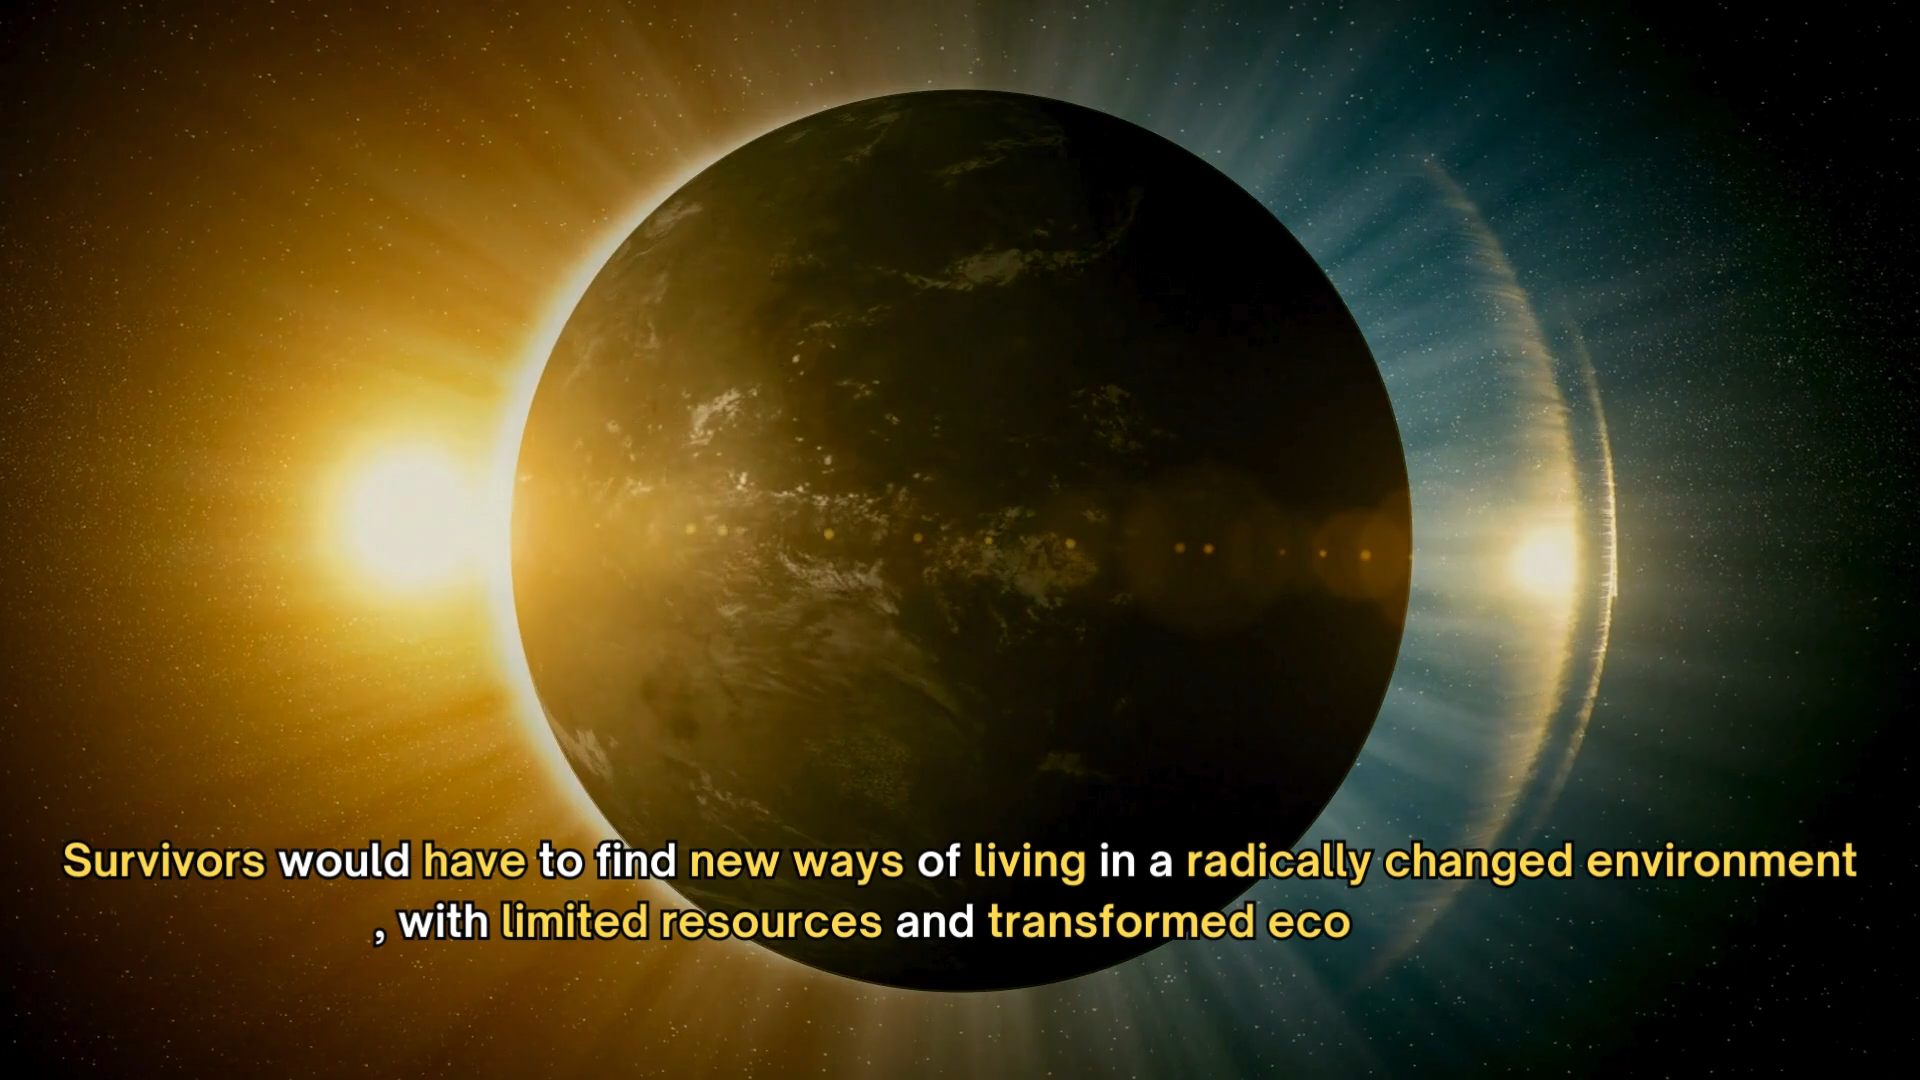 Survivors would have to find new ways of living in a radically changed environment
, with limited resources and transformed eco